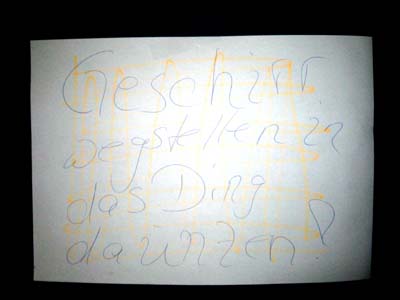 Geschirr
wegstellen in
das Ding
da unten!